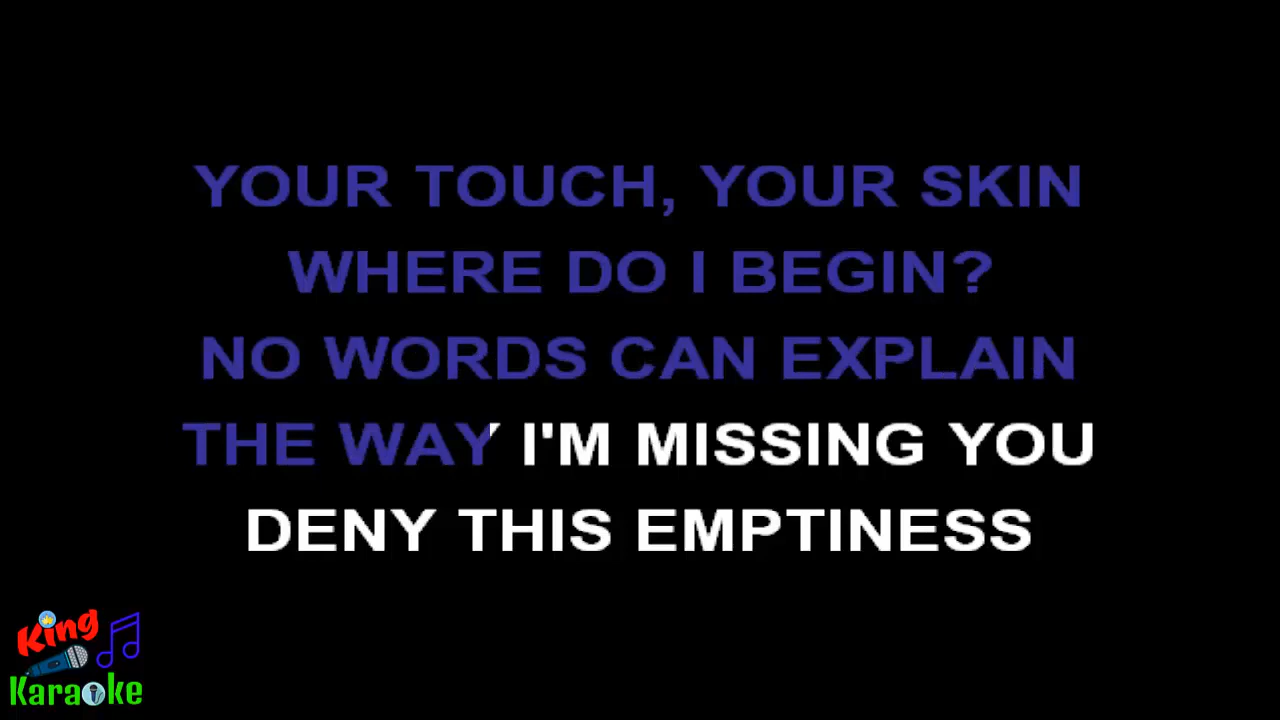 YOUR TOUCH, YOUR SKIN
WHERE DO I BEGIN?
NO WORDS CAN EXPLAIN
THE WAY I'M MISSING YOU
DENY THIS EMPTINESS
King
Karaoke